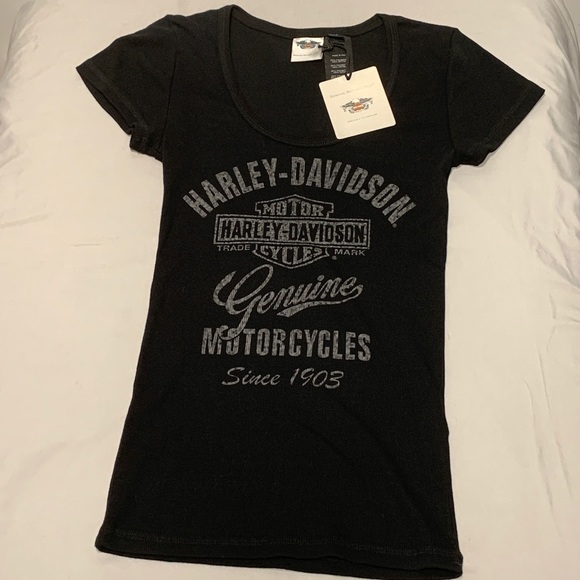 HARLEY-DAVIDSON
MOTOR
HARLEY-DAVIDSON
TRADE MARK
CYCLES ®
Genuine
MOTORCYCLES
Since 1903